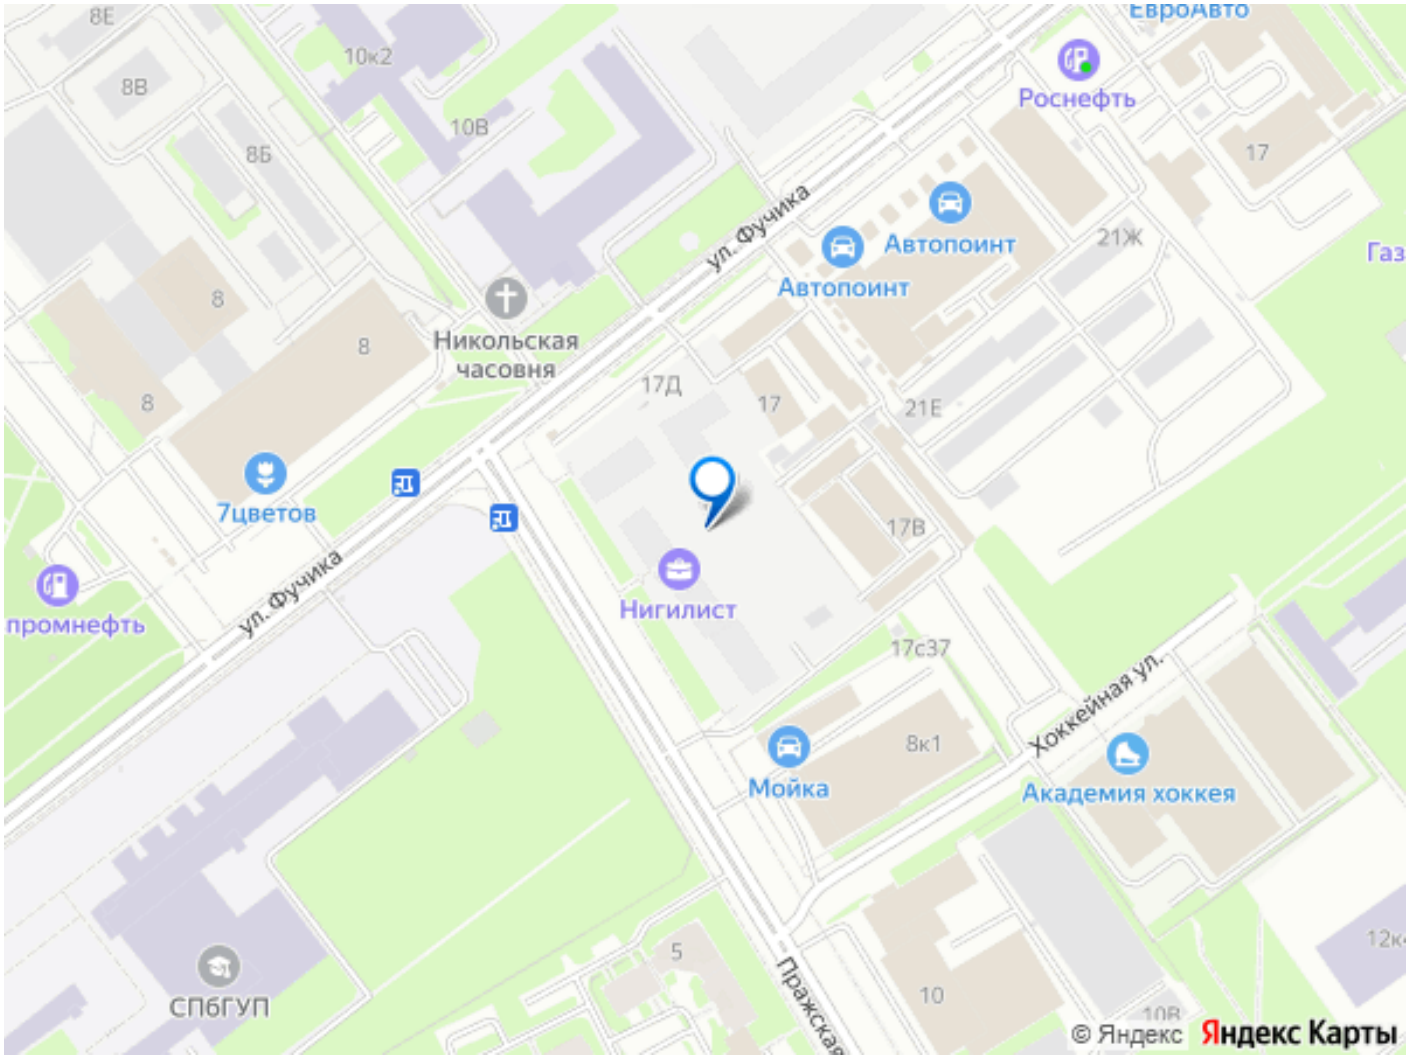 8Е
ЕвроАвто
10к2
Роснефть
8В
10В
8Б
17
ул. Фучика
21Ж
Автопоинт
Газ
Автопоинт
8
Никольская
часовня
8
17Д
8
17
21Е
7цветов
17В
ул. Фучика
Нигилист
промнефть
17с37
Хоккейная ул.
8к1
Мойка
Академия хоккея
5
12к
СПбГУП
Пражская
10
10В
© Яндекс
Яндекс Карты